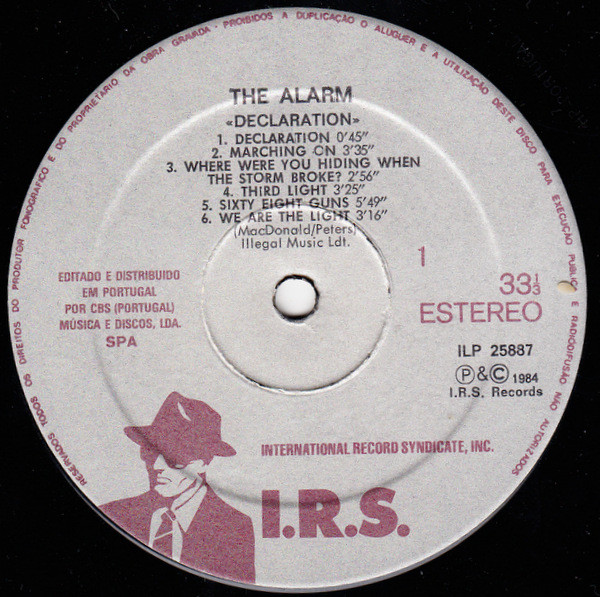 RESERVADOS TODOS OS DIREITOS DO PRODUTOR FONOGRÁFICO E DO PROPRIETÁRIO DA OBRA GRAVADA - PROIBIDOS A DUPLICAÇÃO O ALUGUER E A UTILIZAÇÃO DESTE DISCO PARA EXECUÇÃO PUBLICA E RADIODIFUSÃO NÃO AUTORIZADOS
THE ALARM
«DECLARATION»
1. DECLARATION 0'45"
2. MARCHING ON 3'35"
3. WHERE WERE YOU HIDING WHEN
THE STORM BROKE? 2'56"
4. THIRD LIGHT 3'25"
5. SIXTY EIGHT GUNS 5'49"
6. WE ARE THE LIGHT 3'16"
(MacDonald/Peters)
Illegal Music Ldt.
EDITADO E DISTRIBUIDO
EM PORTUGAL
POR CBS (PORTUGAL)
MÚSICA E DISCOS, LDA.
SPA
1
33⅓
ESTEREO
ILP 25887
Ⓟ&© 1984
I.R.S. Records
INTERNATIONAL RECORD SYNDICATE, INC.
I.R.S.